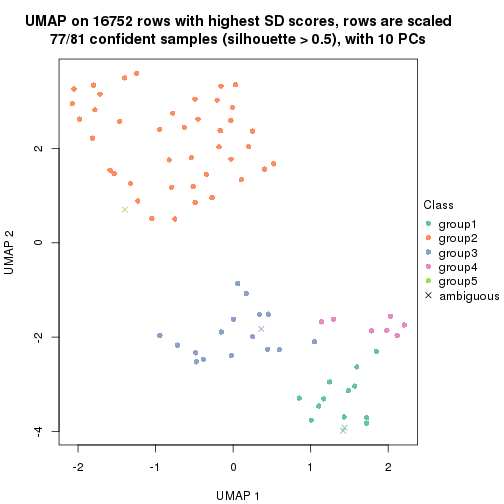 UMAP on 16752 rows with highest SD scores, rows are scaled
77/81 confident samples (silhouette > 0.5), with 10 PCs
UMAP 2
2
0
-2
-4
-2
-1
0
1
2
UMAP 1
Class
group1
group2
group3
group4
group5
ambiguous